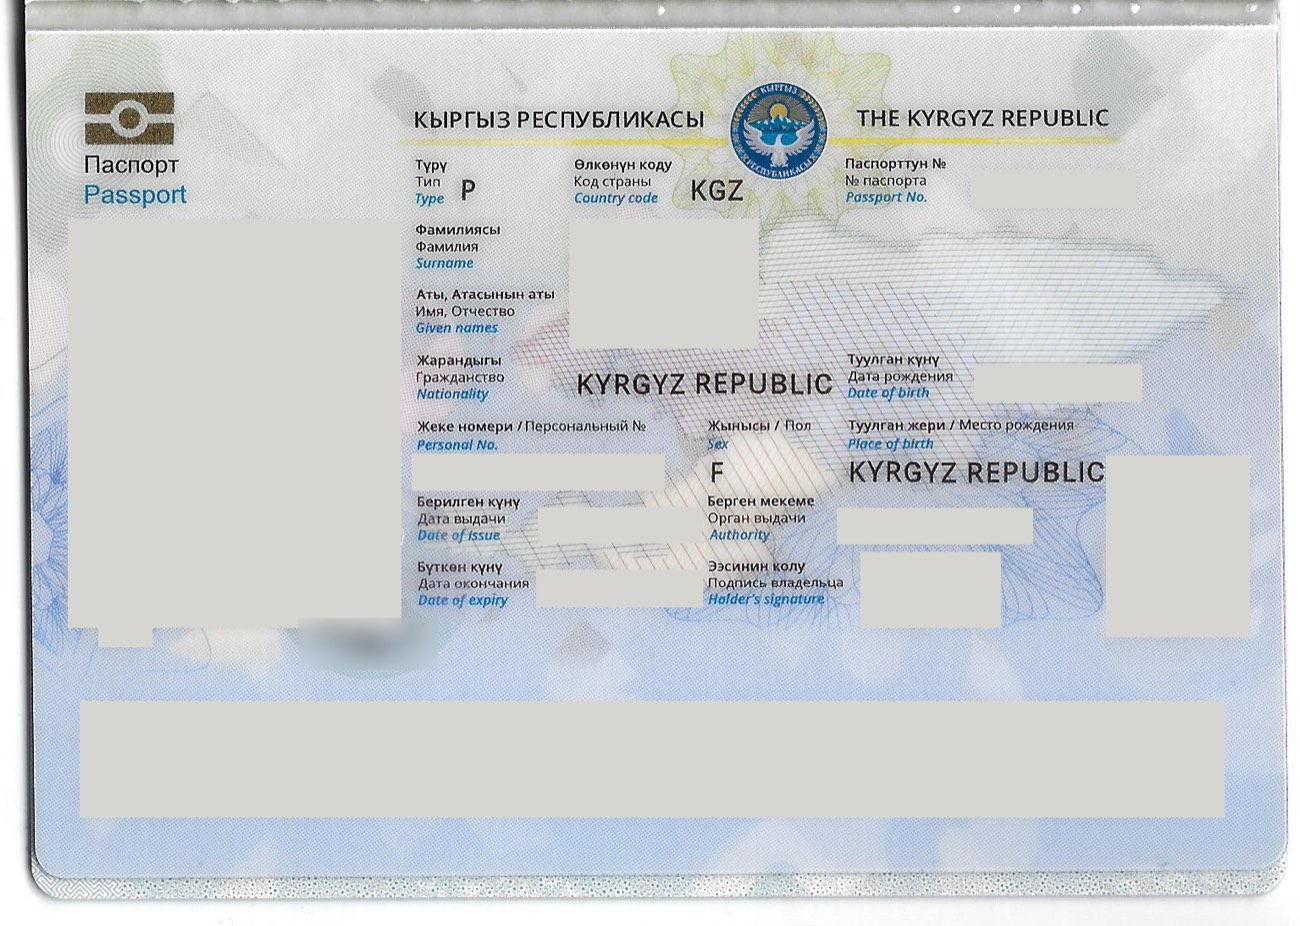 КЫРГЫЗ РЕСПУБЛИКАСЫ
КЫРГЫЗ
РЕСПУБЛИКАСЫ
THE KYRGYZ REPUBLIC
Паспорт
Passport
Түрү
Тип
Type
P
Өлкөнүн коду
Код страны
Country code
KGZ
Паспорттун №
№ паспорта
Passport No.
Фамилиясы
Фамилия
Surname
Аты, Атасынын аты
Имя, Отчество
Given names
Жарандыгы
Гражданство
Nationality
KYRGYZ REPUBLIC
Туулган күнү
Дата рождения
Date of birth
Жеке номери / Персональный №
Personal No.
Жынысы / Пол
Sex
F
Туулган жери / Место рождения
Place of birth
KYRGYZ REPUBLIC
Берилген күнү
Дата выдачи
Date of issue
Берген мекеме
Орган выдачи
Authority
Бүткөн күнү
Дата окончания
Date of expiry
Ээсинин колу
Подпись владельца
Holder's signature